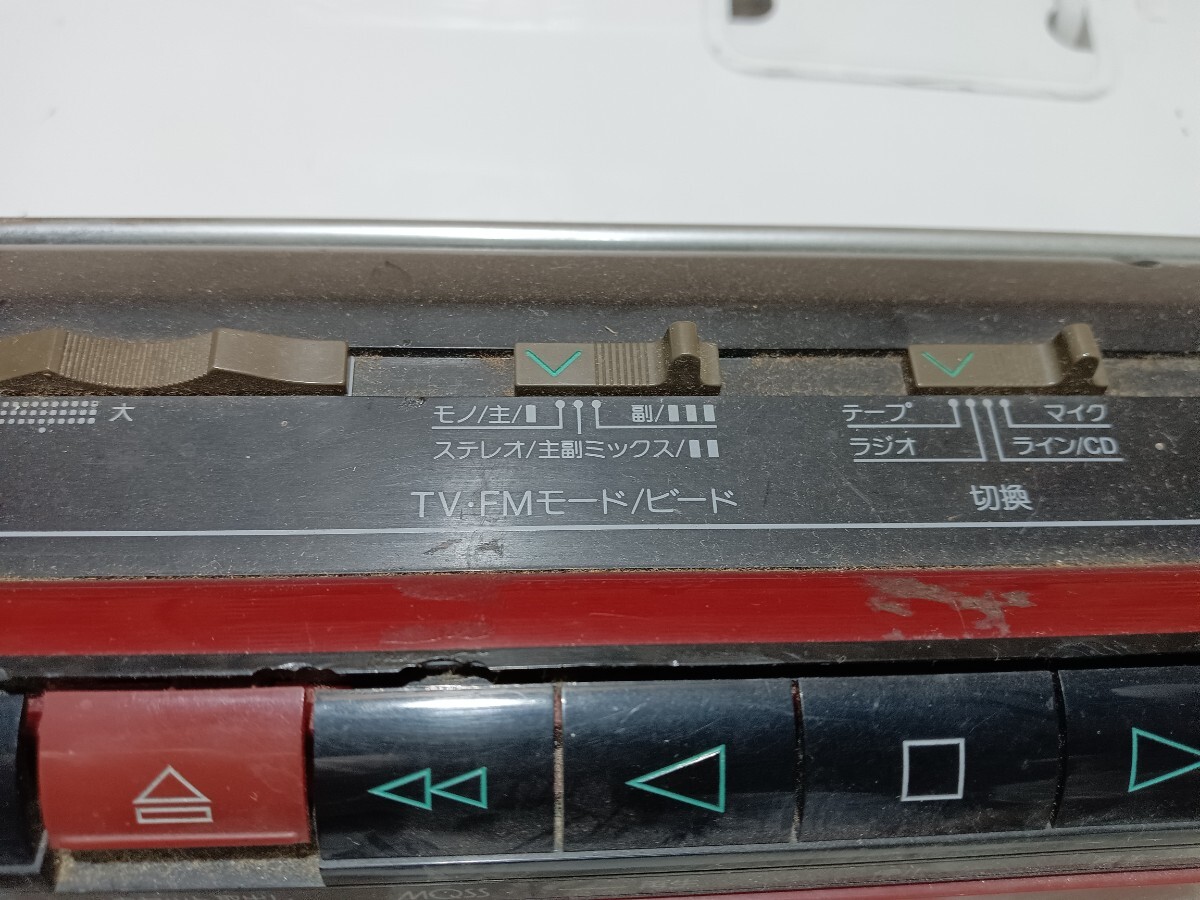 大
モノ/主/▮ 副/▮▮▮
ステレオ/主副ミックス/▮▮
TV・FMモード/ビード
テープ マイク
ラジオ ライン/CD
切換
MOSS